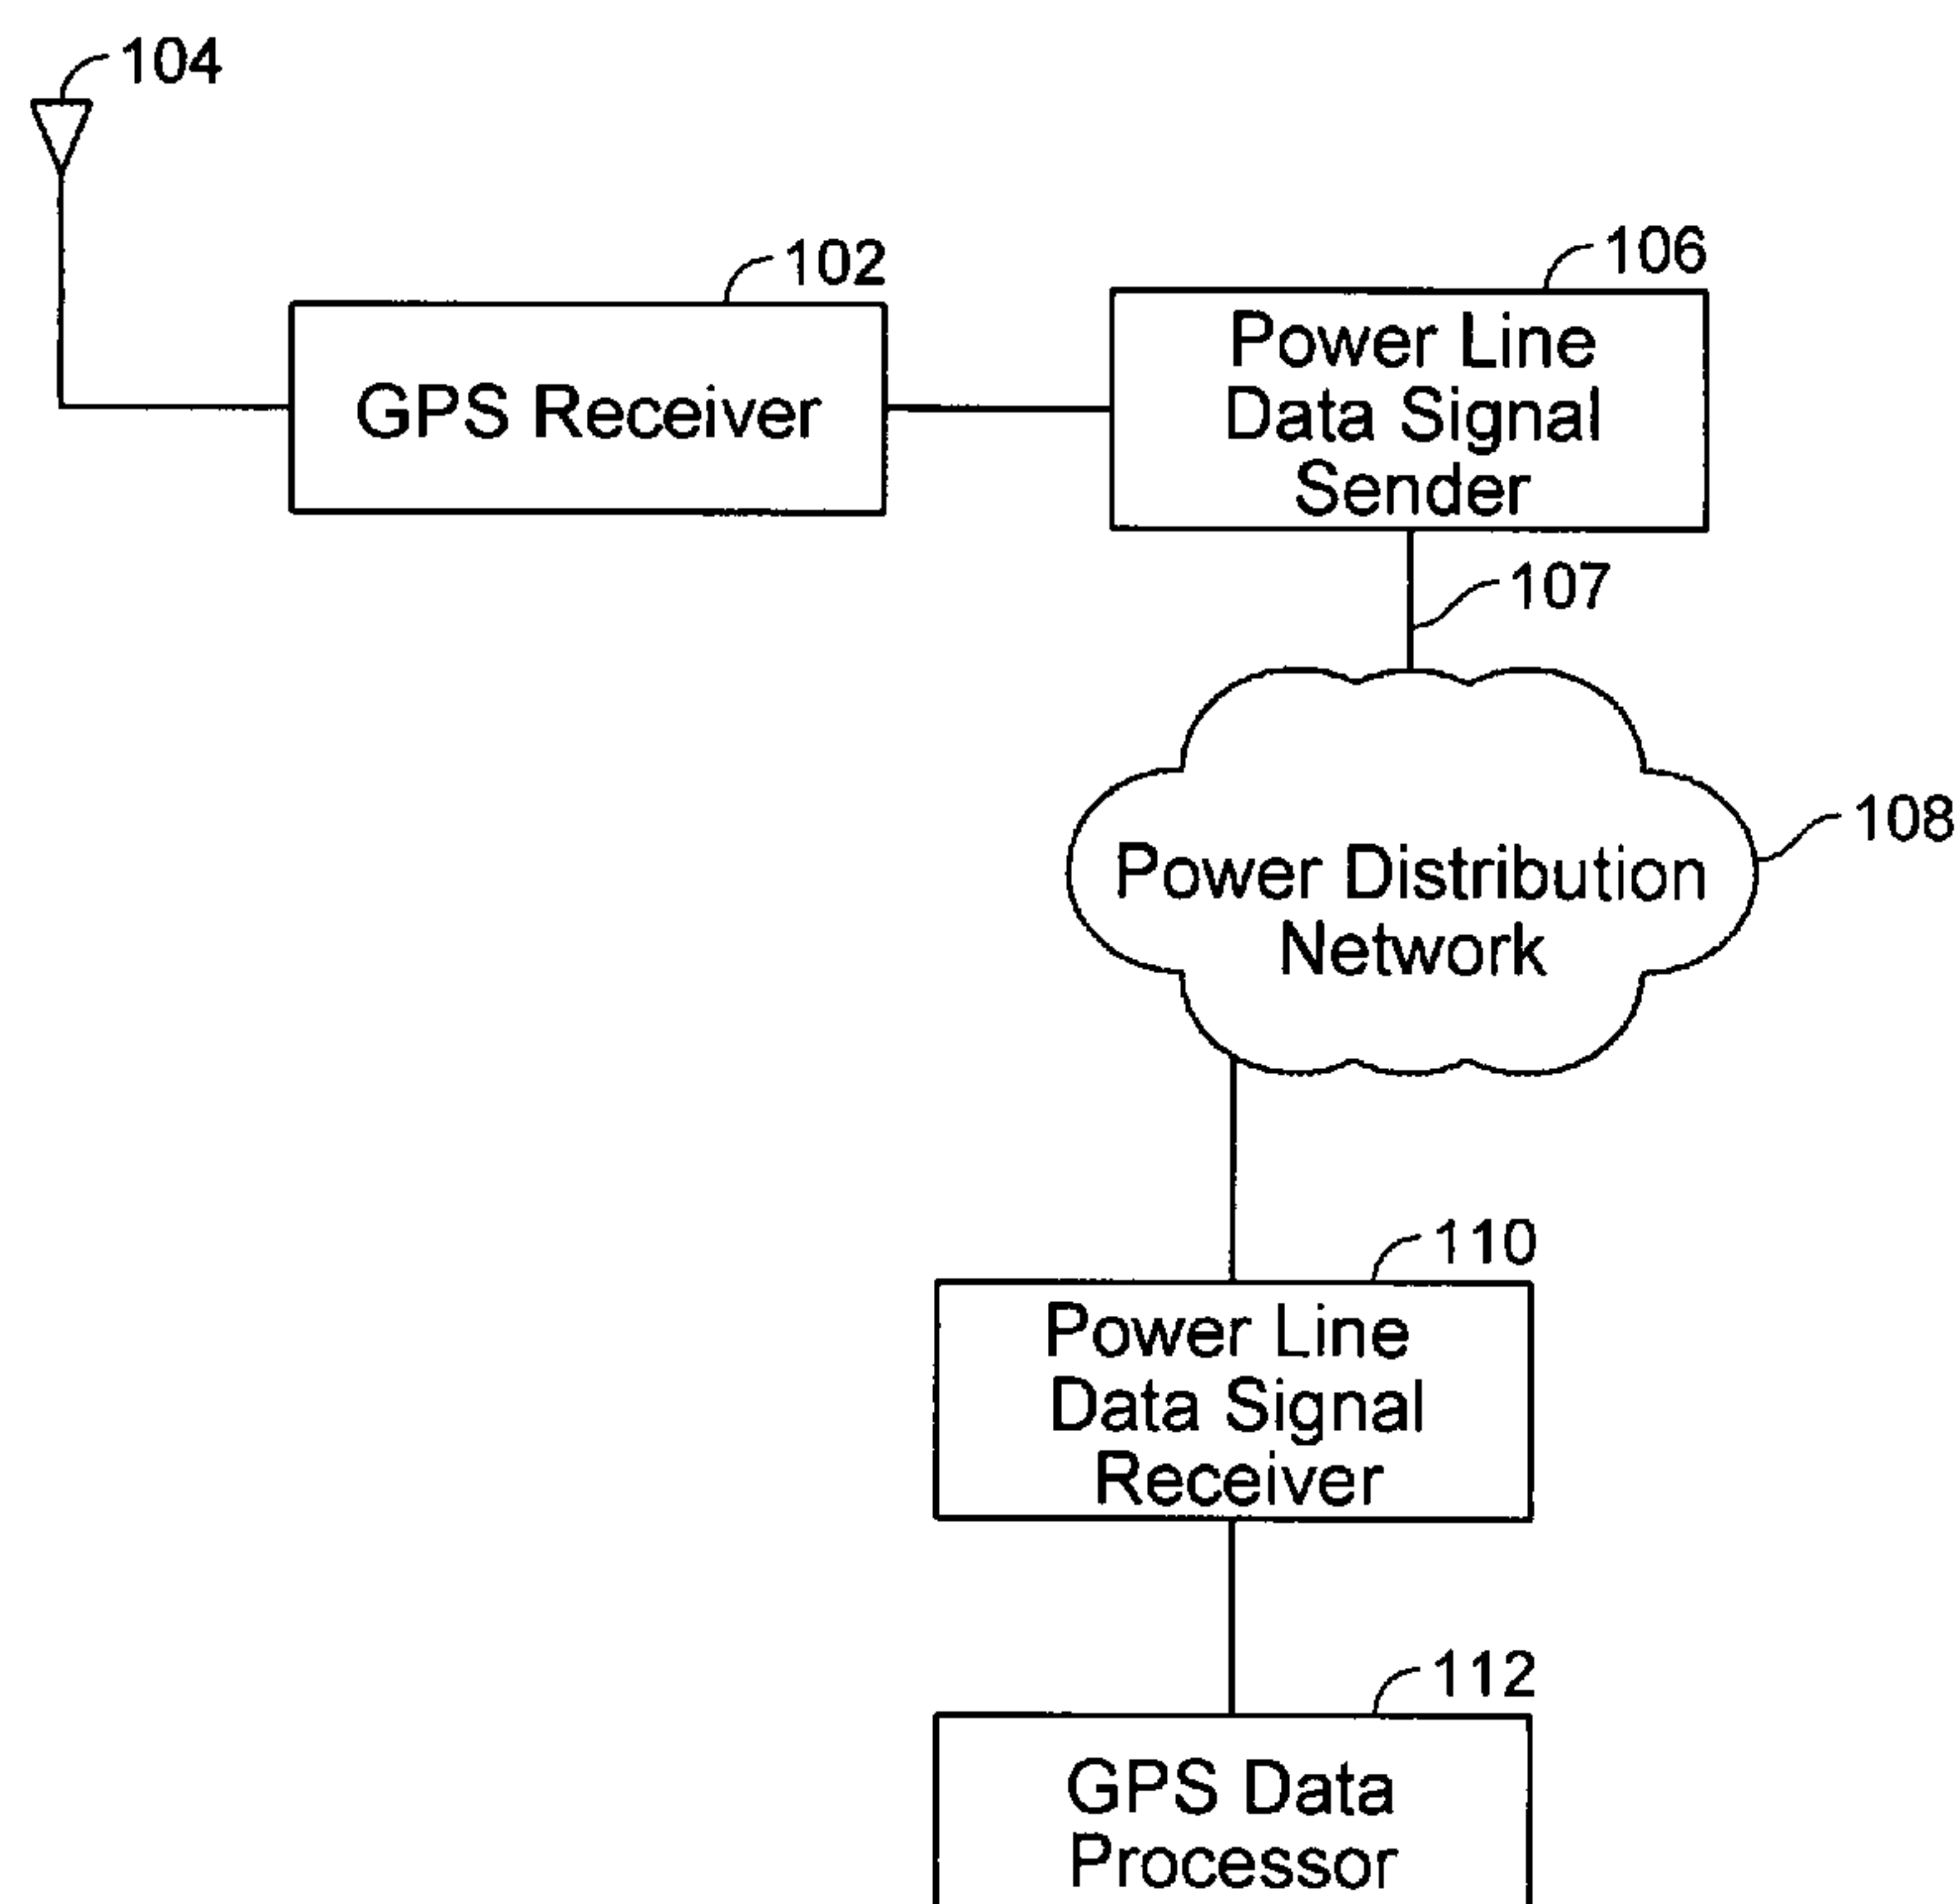 104
102
GPS Receiver
106
Power Line
Data Signal
Sender
107
108
Power Distribution
Network
110
Power Line
Data Signal
Receiver
112
GPS Data
Processor